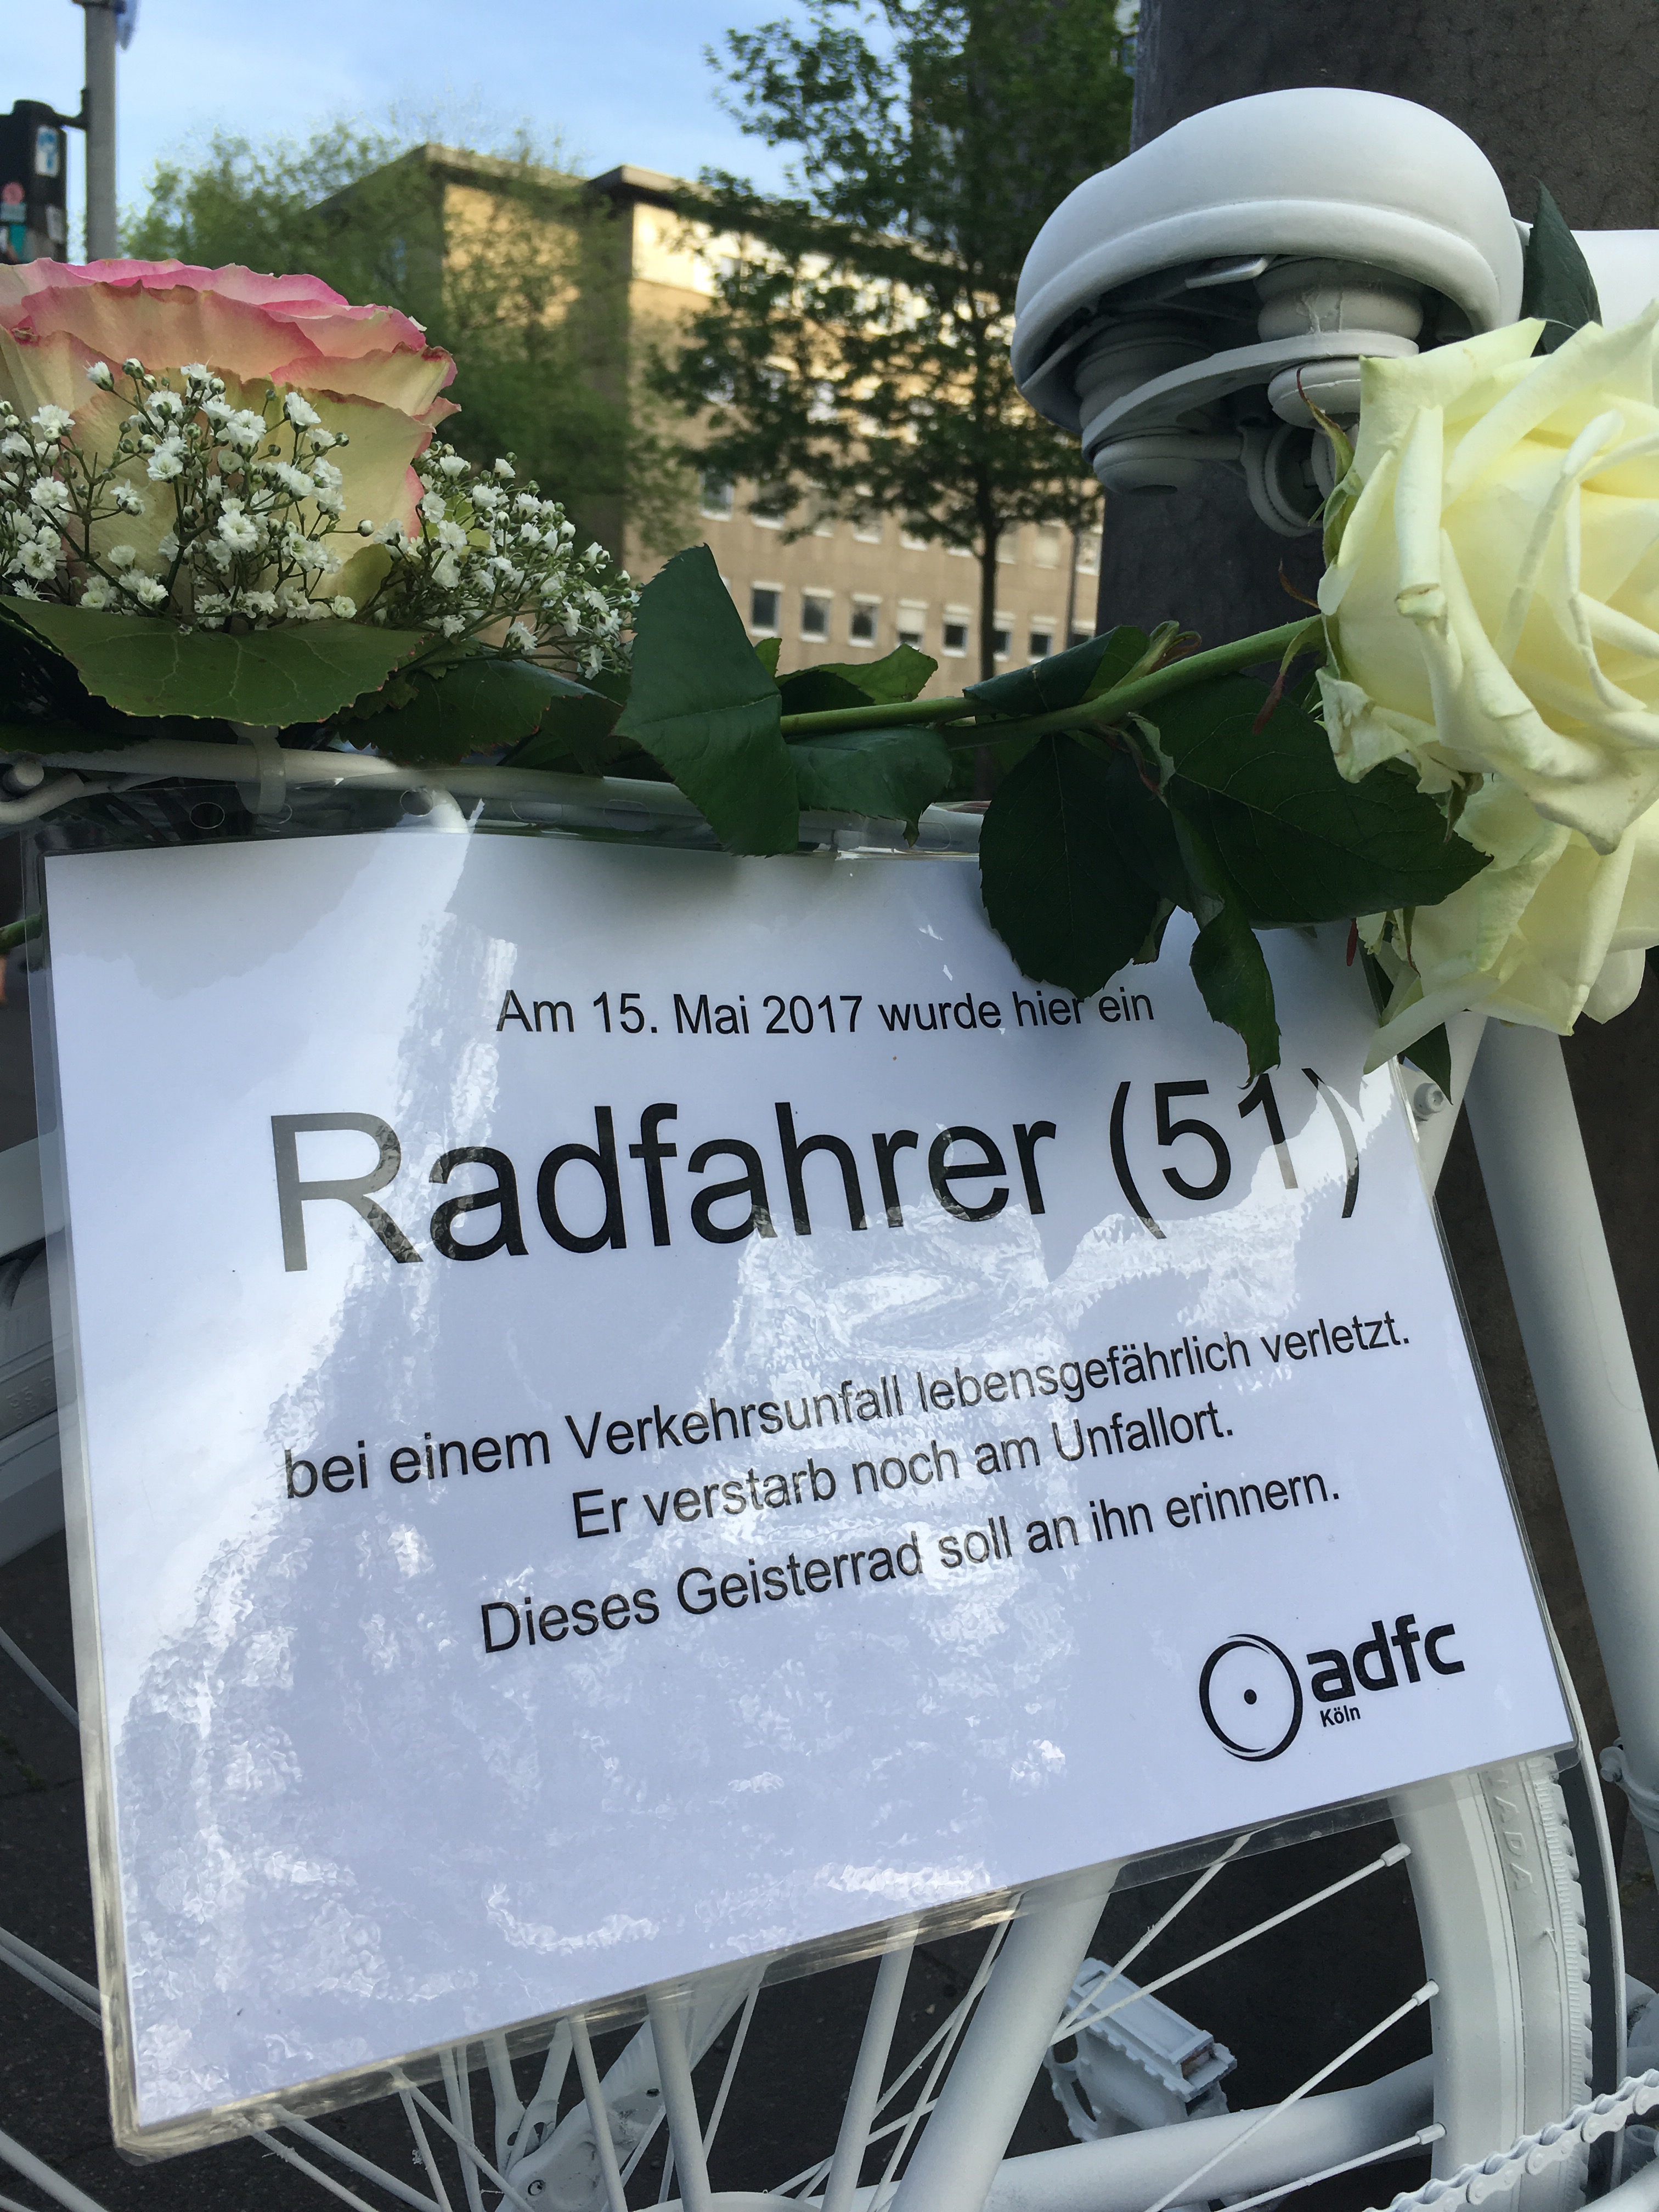 Am 15. Mai 2017 wurde hier ein
Radfahrer (51)
bei einem Verkehrsunfall lebensgefährlich verletzt.
Er verstarb noch am Unfallort.
Dieses Geisterrad soll an ihn erinnern.
adfc
Köln